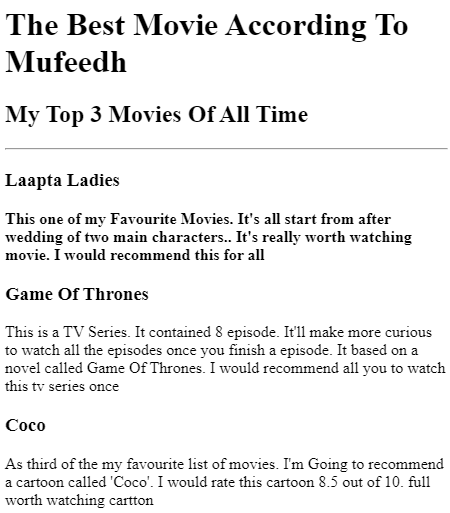 The Best Movie According To
Mufeedh
My Top 3 Movies Of All Time
Laapta Ladies
This one of my Favourite Movies. It's all start from after
wedding of two main characters.. It's really worth watching
movie. I would recommend this for all
Game Of Thrones
This is a TV Series. It contained 8 episode. It'll make more curious
to watch all the episodes once you finish a episode. It based on a
novel called Game Of Thrones. I would recommend all you to watch
this tv series once
Coco
As third of the my favourite list of movies. I'm Going to recommend
a cartoon called 'Coco'. I would rate this cartoon 8.5 out of 10. full
worth watching cartton